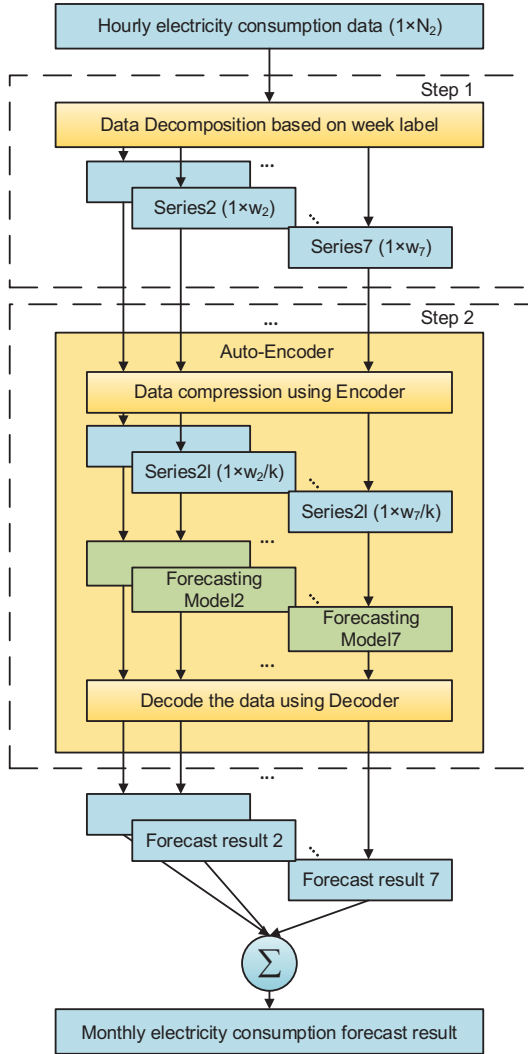 Hourly electricity consumption data (1×N₂)
Step 1
Data Decomposition based on week label
...
Series2 (1×w₂)
...
Series7 (1×w₇)
Step 2
...
Auto-Encoder
Data compression using Encoder
...
Series2l (1×w₂/k)
...
Series2l (1×w₇/k)
...
Forecasting
Model2
...
Forecasting
Model7
...
Decode the data using Decoder
...
Forecast result 2
...
Forecast result 7
Σ
Monthly electricity consumption forecast result